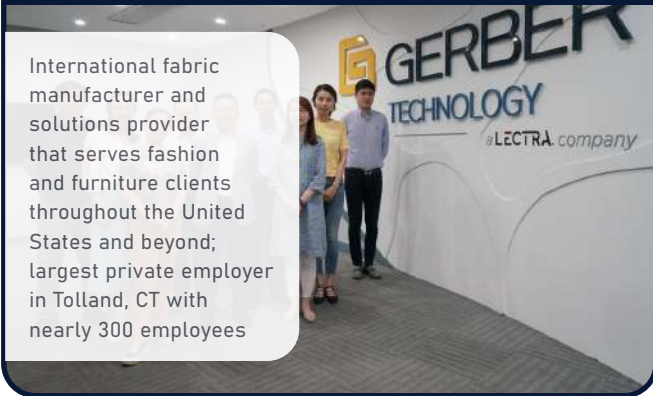 International fabric
manufacturer and
solutions provider
that serves fashion
and furniture clients
throughout the United
States and beyond;
largest private employer
in Tolland, CT with
nearly 300 employees
GERBER
TECHNOLOGY
a LECTRA company